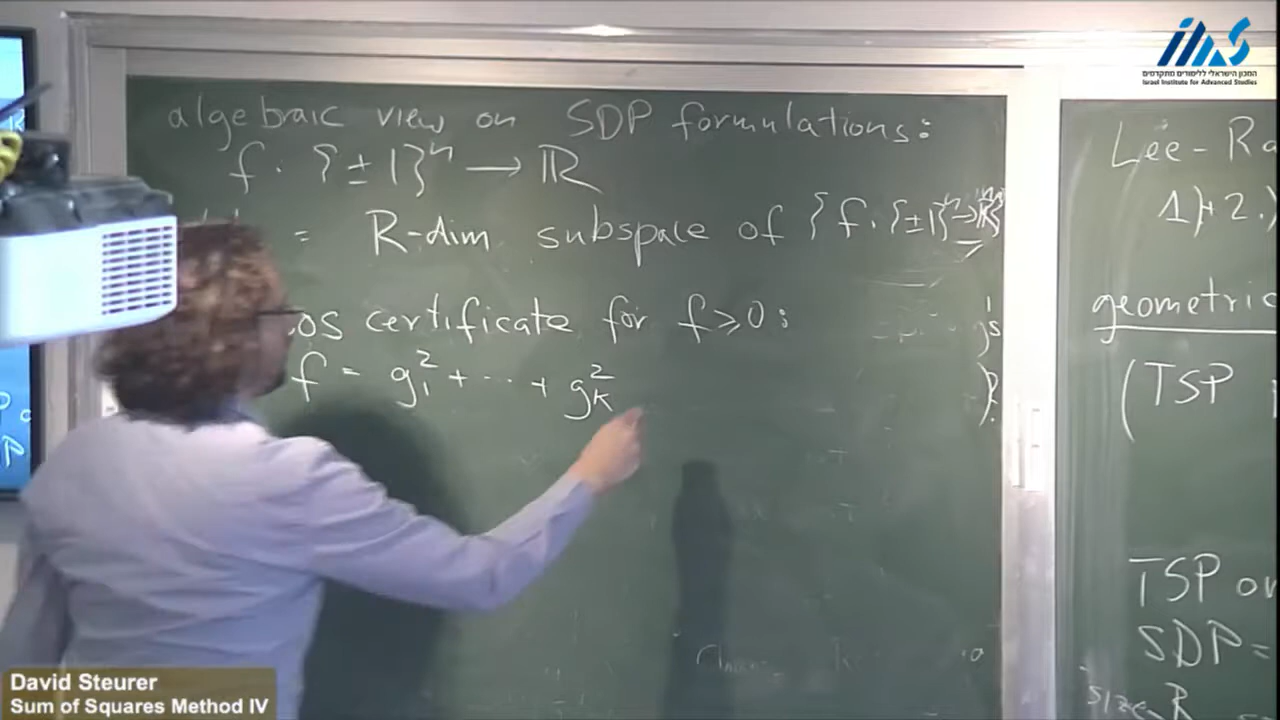 algebraic view on SDP formulations:
f : {±1}ⁿ → ℝ
= R-dim subspace of {f : {±1}ⁿ → ℝ}
os certificate for f ≥ 0 :
f = g₁² + ⋯ + g_k²
Lee-Ra
1)+2.)
geometric
(TSP
TSP or
SDP =
size R
המכון הישראלי ללימודים מתקדמים
Israel Institute for Advanced Studies
David Steurer
Sum of Squares Method IV